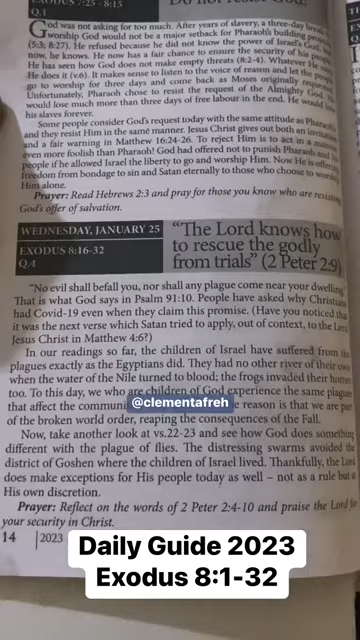 EXODUS 7:25 - 8:15
Q.1
God was not asking for too much. After years of slavery, a three-day break
worship God would not be a major setback for Pharaoh's building
(5:3; 8:27). He refused because he did not know the power of Israel's God,
now, he knows. He now has a fair chance to ensure the security of his
He has seen how God does not make empty threats (8:2-4). Whatever He
He does it (v.6). It makes sense to listen to the voice of reason and let the
go to worship for three days and come back as Moses originally
Unfortunately, Pharaoh chose to resist the request of the Almighty God.
would lose much more than three days of free labour in the end. He would
his slaves forever.
Some people consider God's request today with the same attitude as Pharaoh
and they resist Him in the same manner. Jesus Christ gives out both an
and a fair warning in Matthew 16:24-26. To reject Him is to act in a
even more foolish than Pharaoh! God had offered not to punish Pharaoh and
people if he allowed Israel the liberty to go and worship Him. Now He is
freedom from bondage to sin and Satan eternally to those who choose to
Him alone.
Prayer: Read Hebrews 2:3 and pray for those you know who are resisting
God's offer of salvation.
WEDNESDAY, JANUARY 25
EXODUS 8:16-32
Q.4
"The Lord knows how
to rescue the godly
from trials" (2 Peter 2:9)
"No evil shall befall you, nor shall any plague come near your dwelling."
That is what God says in Psalm 91:10. People have asked why Christians
had Covid-19 even when they claim this promise. (Have you noticed that
it was the next verse which Satan tried to apply, out of context, to the Lord
Jesus Christ in Matthew 4:6?)
In our readings so far, the children of Israel have suffered from the
plagues exactly as the Egyptians did. They had no other river of their own
when the water of the Nile turned to blood; the frogs invaded their homes
too. To this day, we who are children of God experience the same plagues
that affect the reason is that we are part
@clementafreh
of the broken world order, reaping the consequences of the Fall.
Now, take another look at vs.22-23 and see how God does something
different with the plague of flies. The distressing swarms avoided the
district of Goshen where the children of Israel lived. Thankfully, the Lord
does make exceptions for His people today as well – not as a rule but at
His own discretion.
Prayer: Reflect on the words of 2 Peter 2:4-10 and praise the Lord for
your security in Christ.
14 | 2023
Daily Guide 2023
Exodus 8:1-32